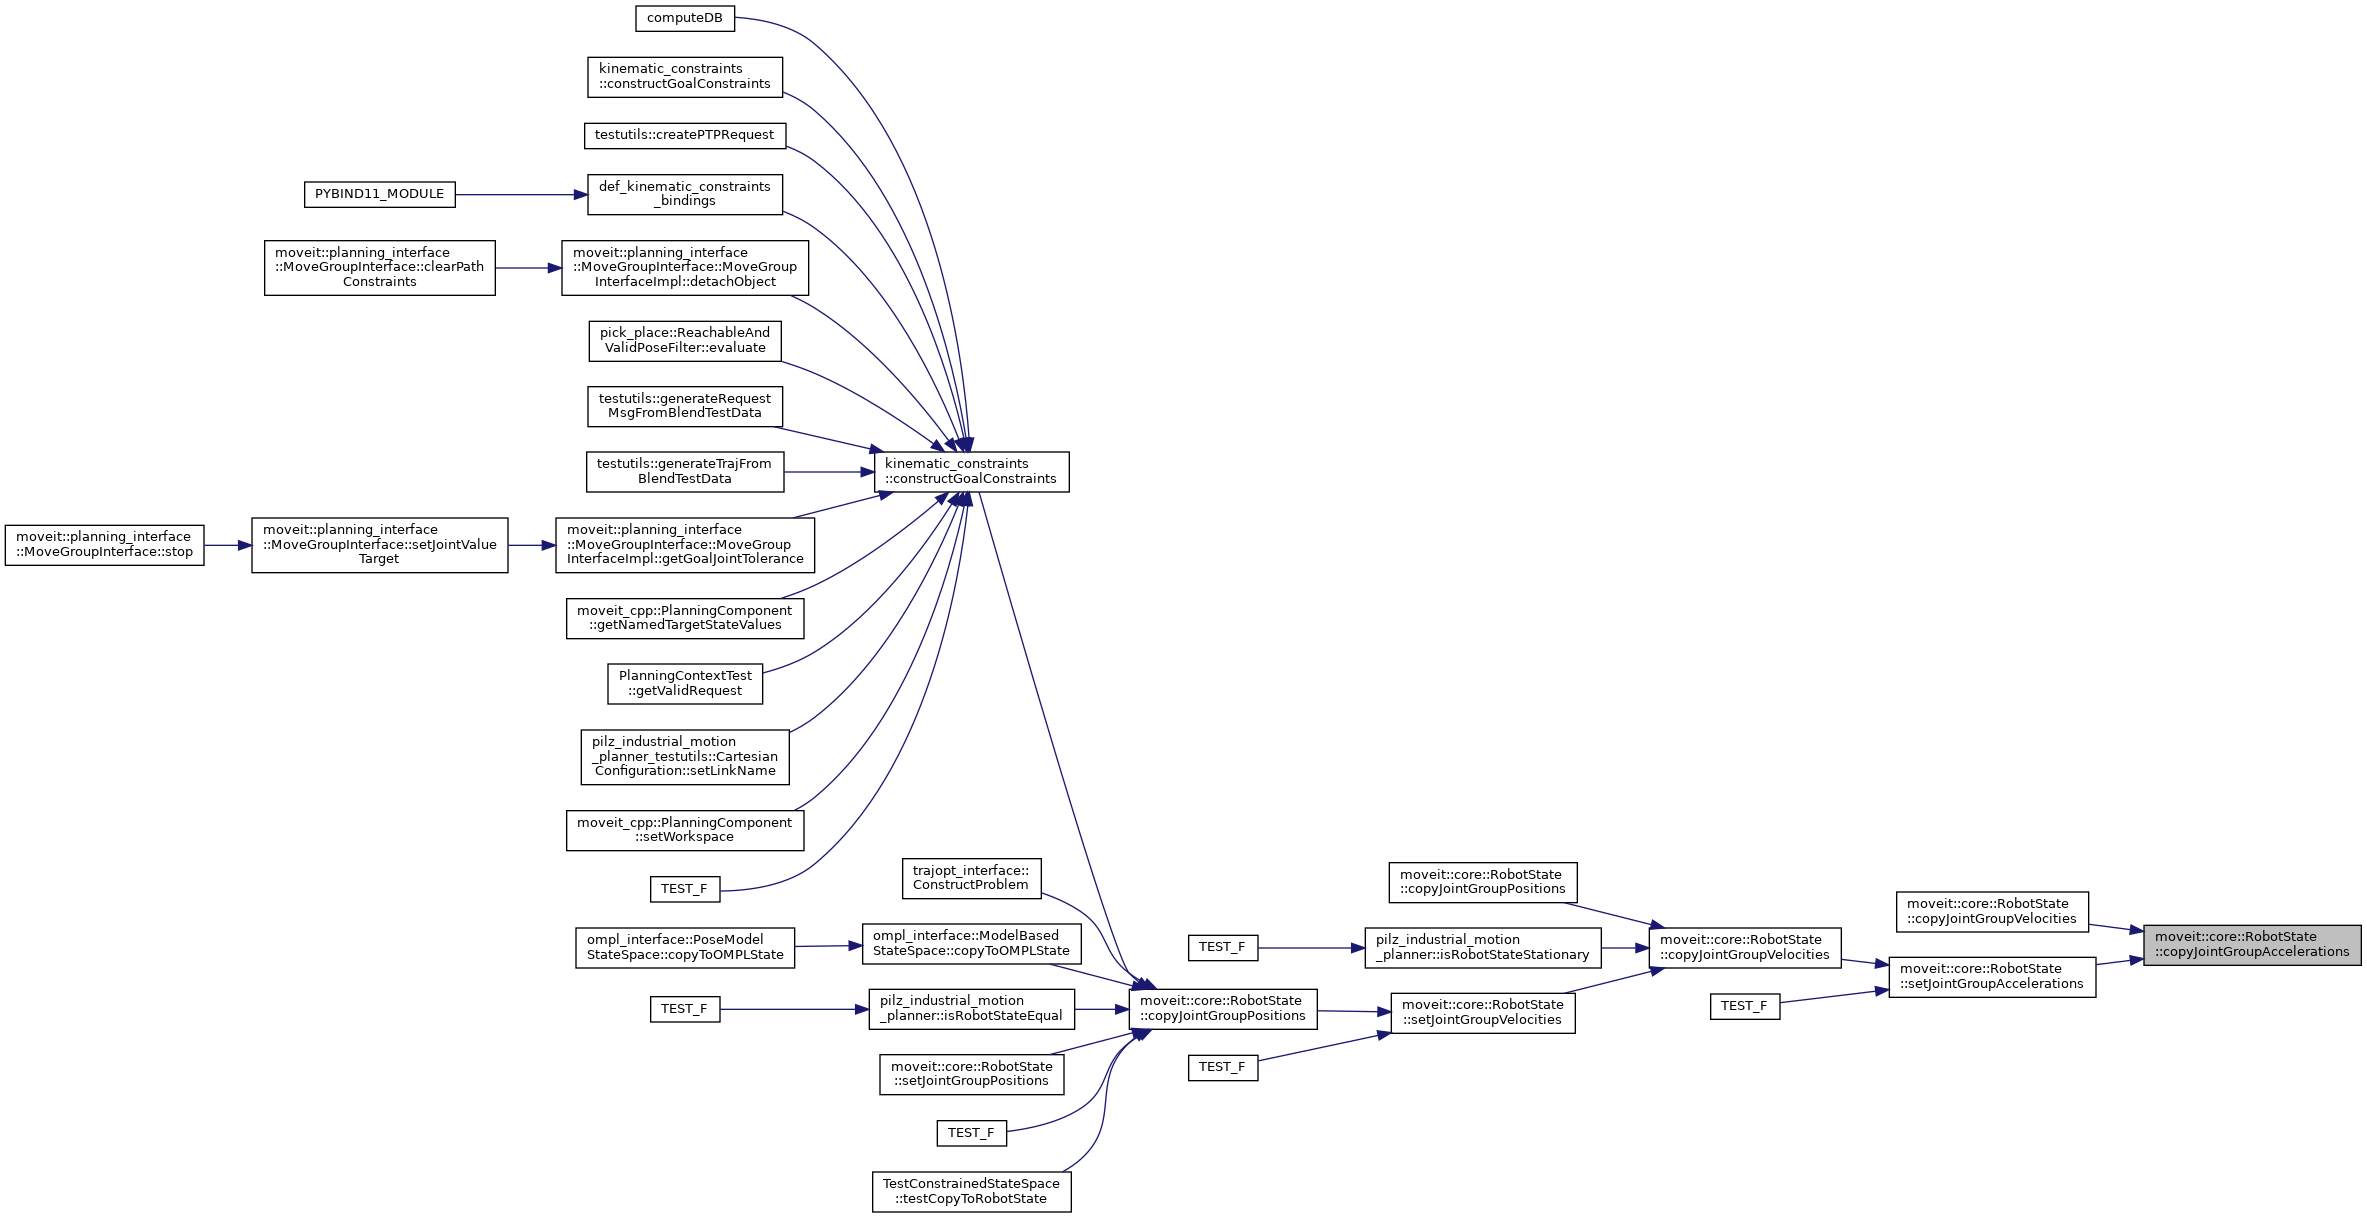 computeDB
kinematic_constraints
::constructGoalConstraints
testutils::createPTPRequest
PYBIND11_MODULE
def_kinematic_constraints
_bindings
moveit::planning_interface
::MoveGroupInterface::clearPath
Constraints
moveit::planning_interface
::MoveGroupInterface::MoveGroup
InterfaceImpl::detachObject
pick_place::ReachableAnd
ValidPoseFilter::evaluate
testutils::generateRequest
MsgFromBlendTestData
testutils::generateTrajFrom
BlendTestData
kinematic_constraints
::constructGoalConstraints
moveit::planning_interface
::MoveGroupInterface::stop
moveit::planning_interface
::MoveGroupInterface::setJointValue
Target
moveit::planning_interface
::MoveGroupInterface::MoveGroup
InterfaceImpl::getGoalJointTolerance
moveit_cpp::PlanningComponent
::getNamedTargetStateValues
PlanningContextTest
::getValidRequest
pilz_industrial_motion
_planner_testutils::Cartesian
Configuration::setLinkName
moveit_cpp::PlanningComponent
::setWorkspace
TEST_F
trajopt_interface::
ConstructProblem
ompl_interface::PoseModel
StateSpace::copyToOMPLState
ompl_interface::ModelBased
StateSpace::copyToOMPLState
TEST_F
pilz_industrial_motion
_planner::isRobotStateEqual
moveit::core::RobotState
::setJointGroupPositions
TEST_F
TestConstrainedStateSpace
::testCopyToRobotState
moveit::core::RobotState
::copyJointGroupPositions
TEST_F
moveit::core::RobotState
::copyJointGroupPositions
pilz_industrial_motion
_planner::isRobotStateStationary
moveit::core::RobotState
::setJointGroupVelocities
TEST_F
moveit::core::RobotState
::copyJointGroupVelocities
TEST_F
moveit::core::RobotState
::copyJointGroupVelocities
moveit::core::RobotState
::setJointGroupAccelerations
moveit::core::RobotState
::copyJointGroupAccelerations